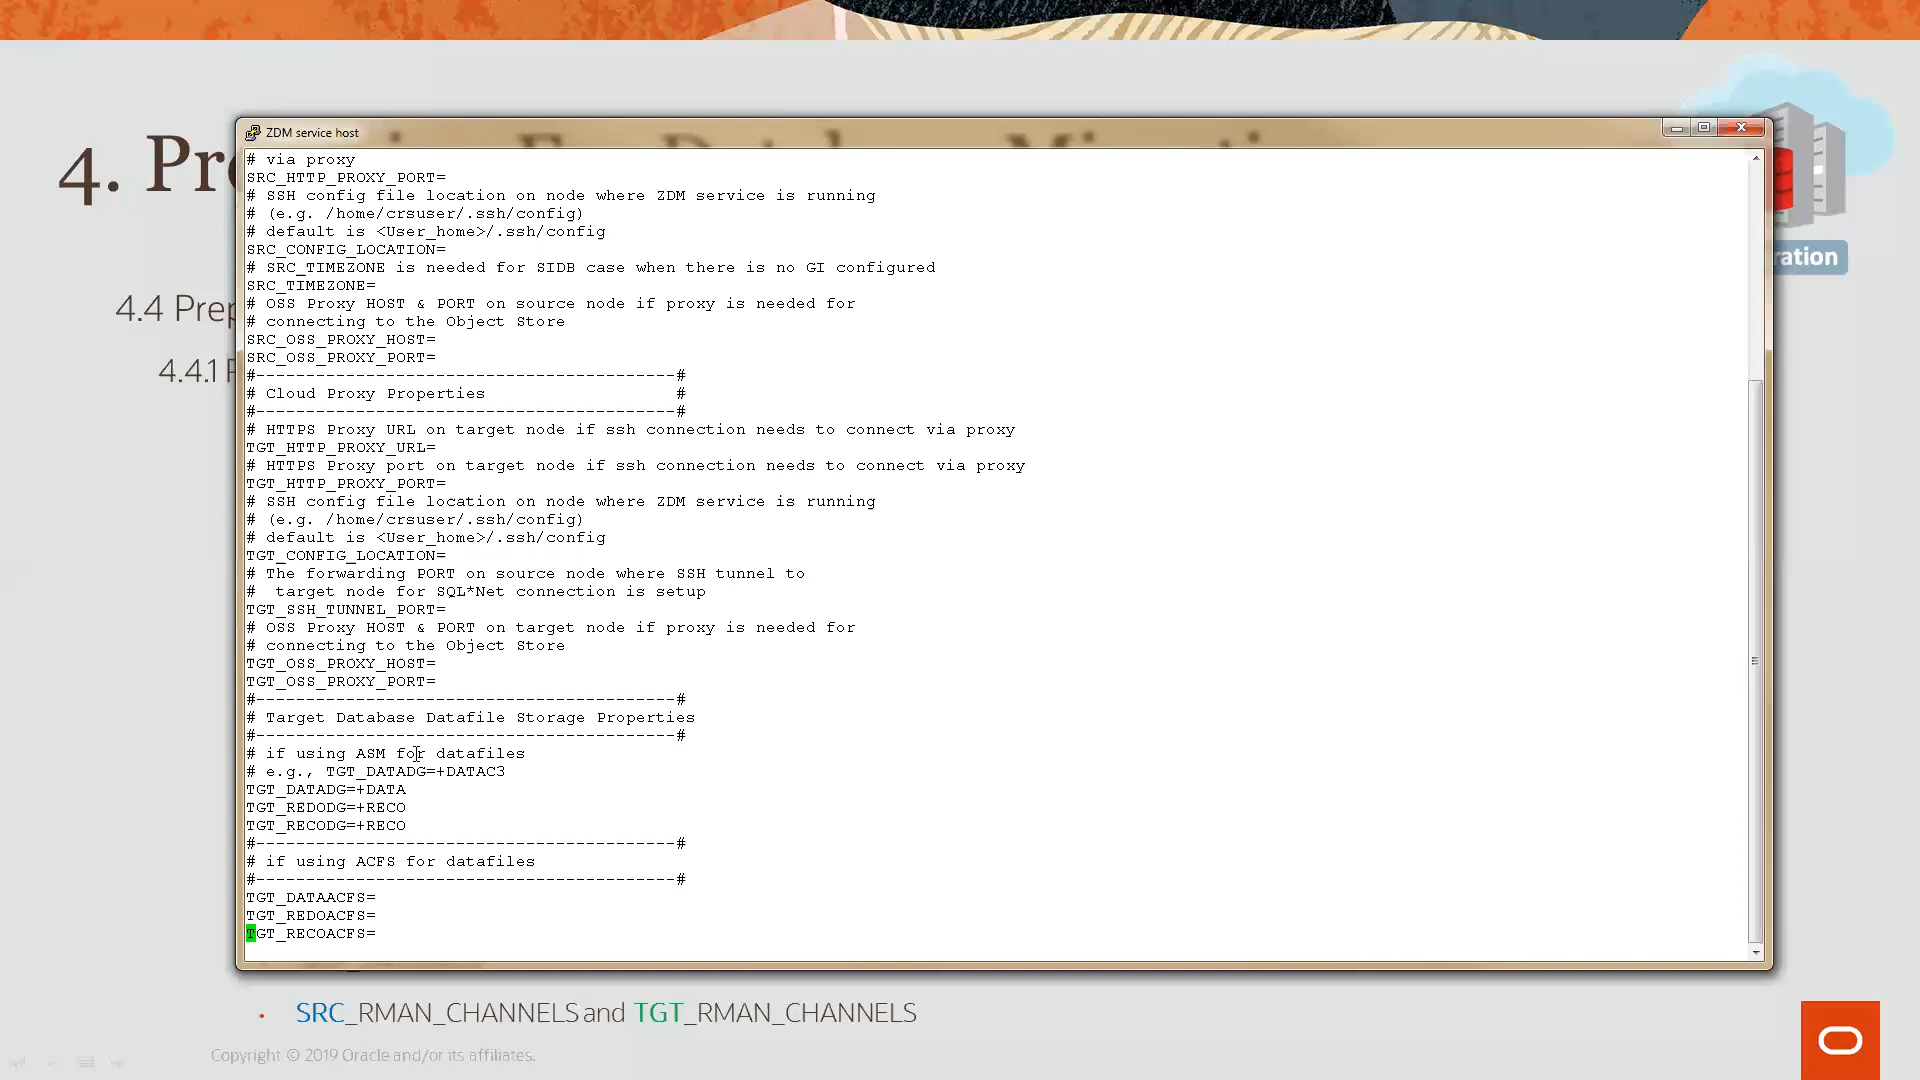 4. Pre
4.4 Prep
4.4.1
ration
ZDM service host
# via proxy
SRC_HTTP_PROXY_PORT=
# SSH config file location on node where ZDM service is running
# (e.g. /home/crsuser/.ssh/config)
# default is <User_home>/.ssh/config
SRC_CONFIG_LOCATION=
# SRC_TIMEZONE is needed for SIDB case when there is no GI configured
SRC_TIMEZONE=
# OSS Proxy HOST & PORT on source node if proxy is needed for
# connecting to the Object Store
SRC_OSS_PROXY_HOST=
SRC_OSS_PROXY_PORT=
#------------------------------------------#
# Cloud Proxy Properties                   #
#------------------------------------------#
# HTTPS Proxy URL on target node if ssh connection needs to connect via proxy
TGT_HTTP_PROXY_URL=
# HTTPS Proxy port on target node if ssh connection needs to connect via proxy
TGT_HTTP_PROXY_PORT=
# SSH config file location on node where ZDM service is running
# (e.g. /home/crsuser/.ssh/config)
# default is <User_home>/.ssh/config
TGT_CONFIG_LOCATION=
# The forwarding PORT on source node where SSH tunnel to
#  target node for SQL*Net connection is setup
TGT_SSH_TUNNEL_PORT=
# OSS Proxy HOST & PORT on target node if proxy is needed for
# connecting to the Object Store
TGT_OSS_PROXY_HOST=
TGT_OSS_PROXY_PORT=
#------------------------------------------#
# Target Database Datafile Storage Properties
#------------------------------------------#
# if using ASM for datafiles
# e.g., TGT_DATADG=+DATAC3
TGT_DATADG=+DATA
TGT_REDODG=+RECO
TGT_RECODG=+RECO
#------------------------------------------#
# if using ACFS for datafiles
#------------------------------------------#
TGT_DATAACFS=
TGT_REDOACFS=
TGT_RECOACFS=
• SRC_RMAN_CHANNELS and TGT_RMAN_CHANNELS
Copyright © 2019 Oracle and/or its affiliates.